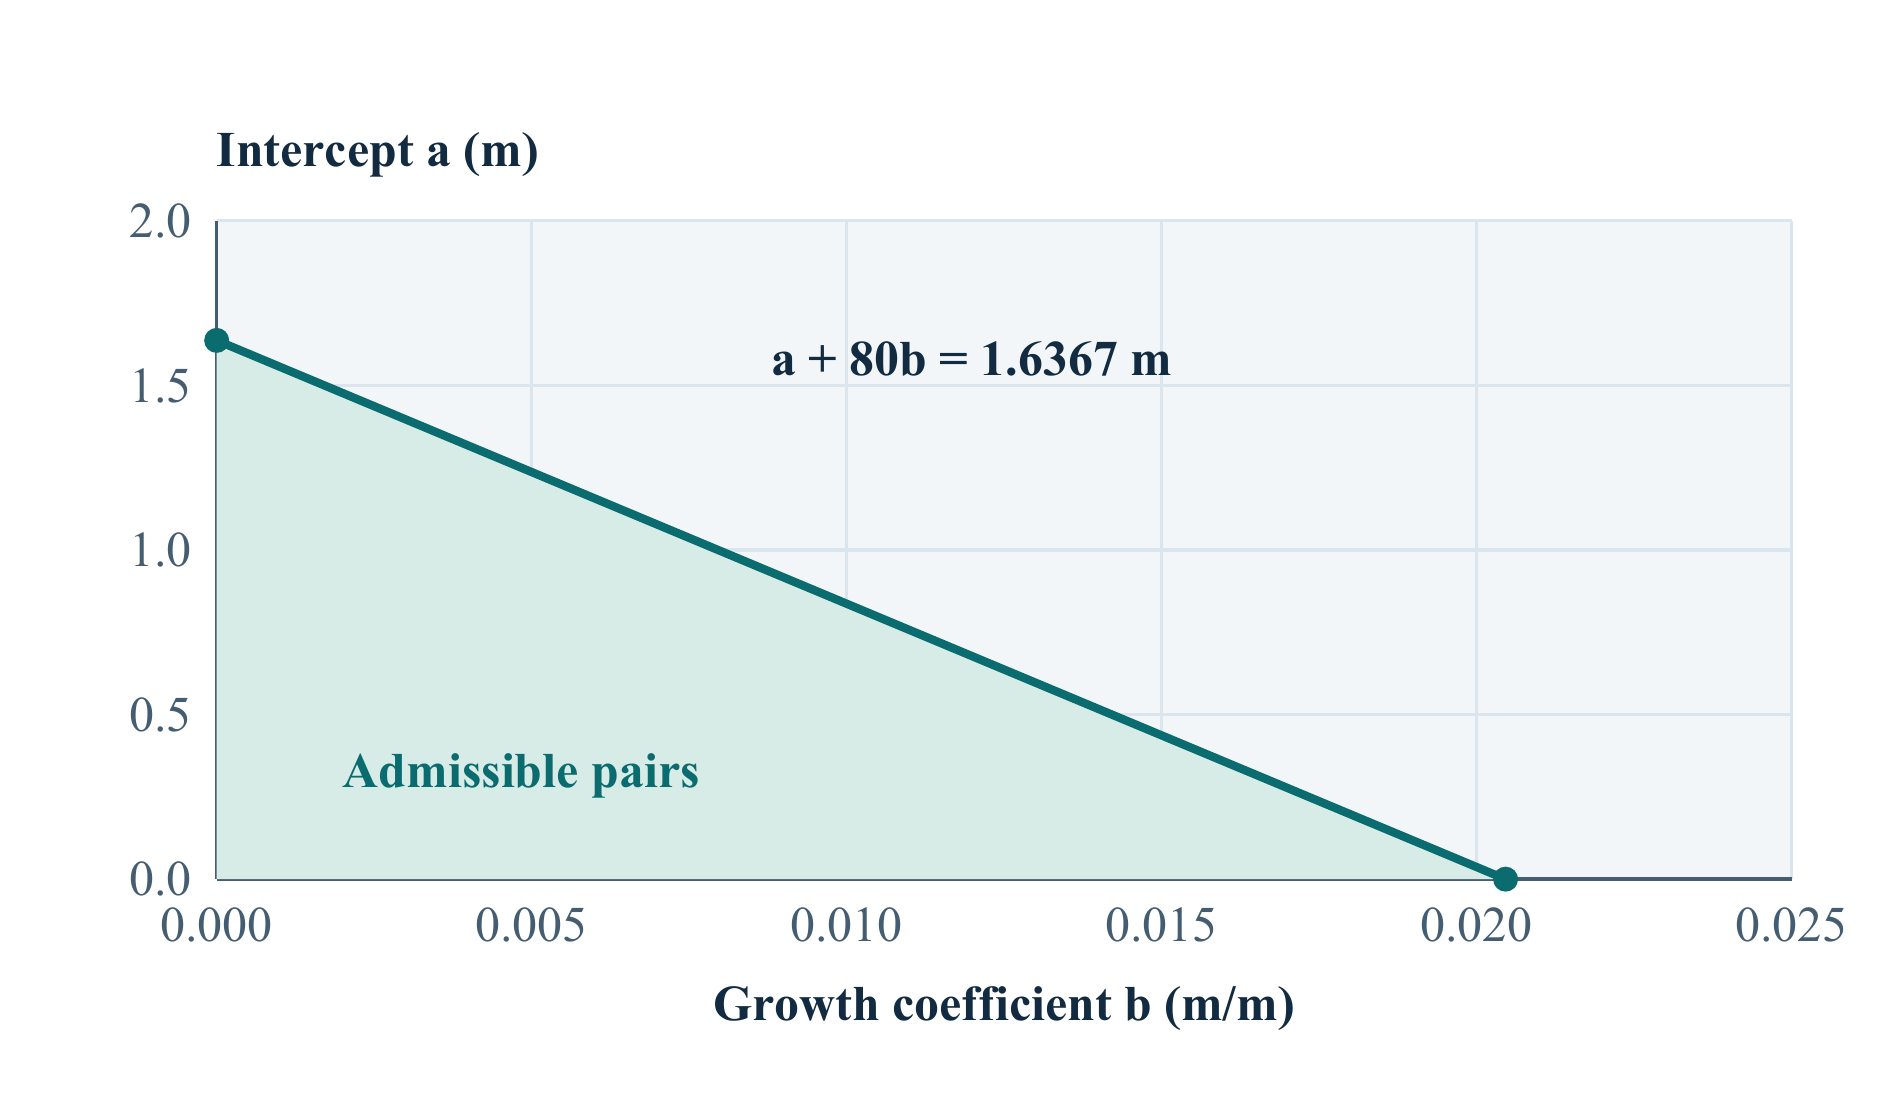 Intercept a (m)
2.0
a + 80b = 1.6367 m
1.5
1.0
0.5
Admissible pairs
0.0
0.000 0.005 0.010 0.015 0.020 0.025
Growth coefficient b (m/m)